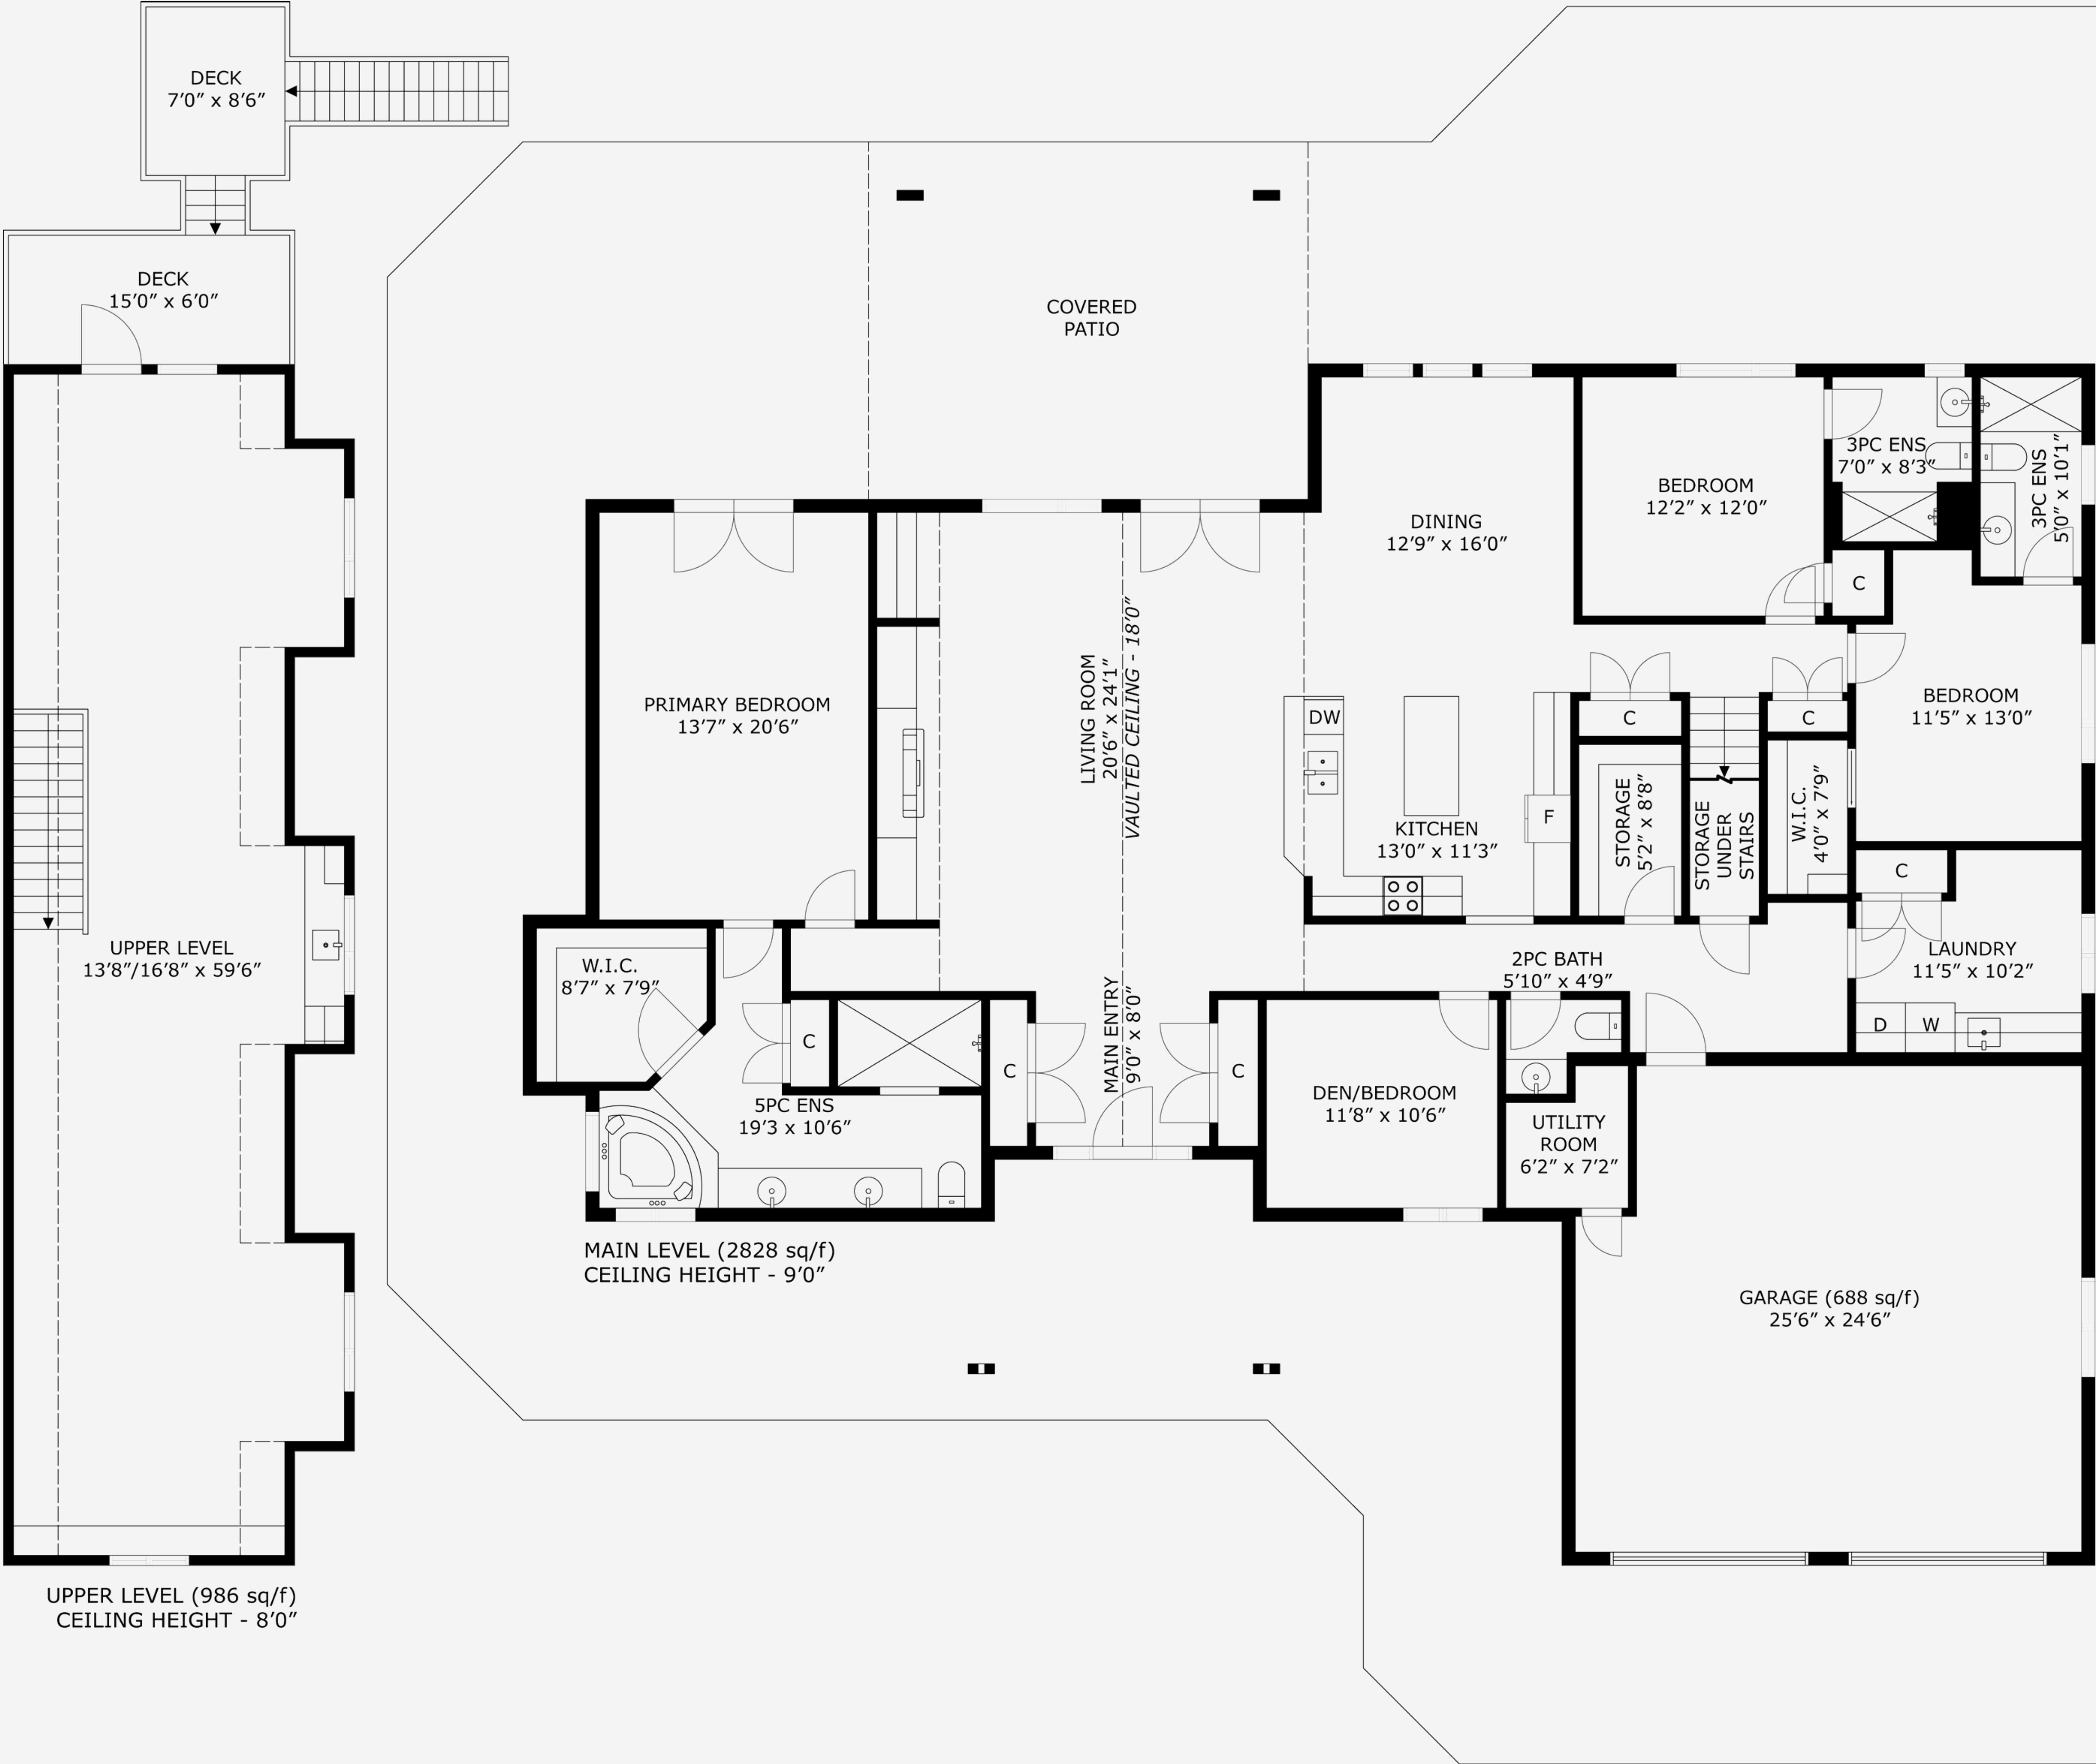 DECK
7′0″ x 8′6″
DECK
15′0″ x 6′0″
UPPER LEVEL
13′8″/16′8″ x 59′6″
UPPER LEVEL (986 sq/f)
CEILING HEIGHT - 8′0″
COVERED
PATIO
PRIMARY BEDROOM
13′7″ x 20′6″
LIVING ROOM
20′6″ x 24′1″
VAULTED CEILING - 18′0″
DINING
12′9″ x 16′0″
BEDROOM
12′2″ x 12′0″
3PC ENS
7′0″ x 8′3″
3PC ENS
5′0″ x 10′1″
C
BEDROOM
11′5″ x 13′0″
DW
KITCHEN
13′0″ x 11′3″
F
C
C
STORAGE
5′2″ x 8′8″
STORAGE
UNDER
STAIRS
W.I.C.
4′0″ x 7′9″
C
LAUNDRY
11′5″ x 10′2″
D
W
W.I.C.
8′7″ x 7′9″
C
5PC ENS
19′3 x 10′6″
C
MAIN ENTRY
9′0″ x 8′0″
C
DEN/BEDROOM
11′8″ x 10′6″
2PC BATH
5′10″ x 4′9″
UTILITY
ROOM
6′2″ x 7′2″
GARAGE (688 sq/f)
25′6″ x 24′6″
MAIN LEVEL (2828 sq/f)
CEILING HEIGHT - 9′0″